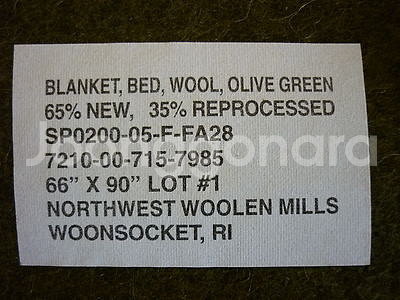 BLANKET, BED, WOOL, OLIVE GREEN
65% NEW, 35% REPROCESSED
SP0200-05-F-FA28
7210-00-715-7985
66” X 90” LOT #1
NORTHWEST WOOLEN MILLS
WOONSOCKET, RI